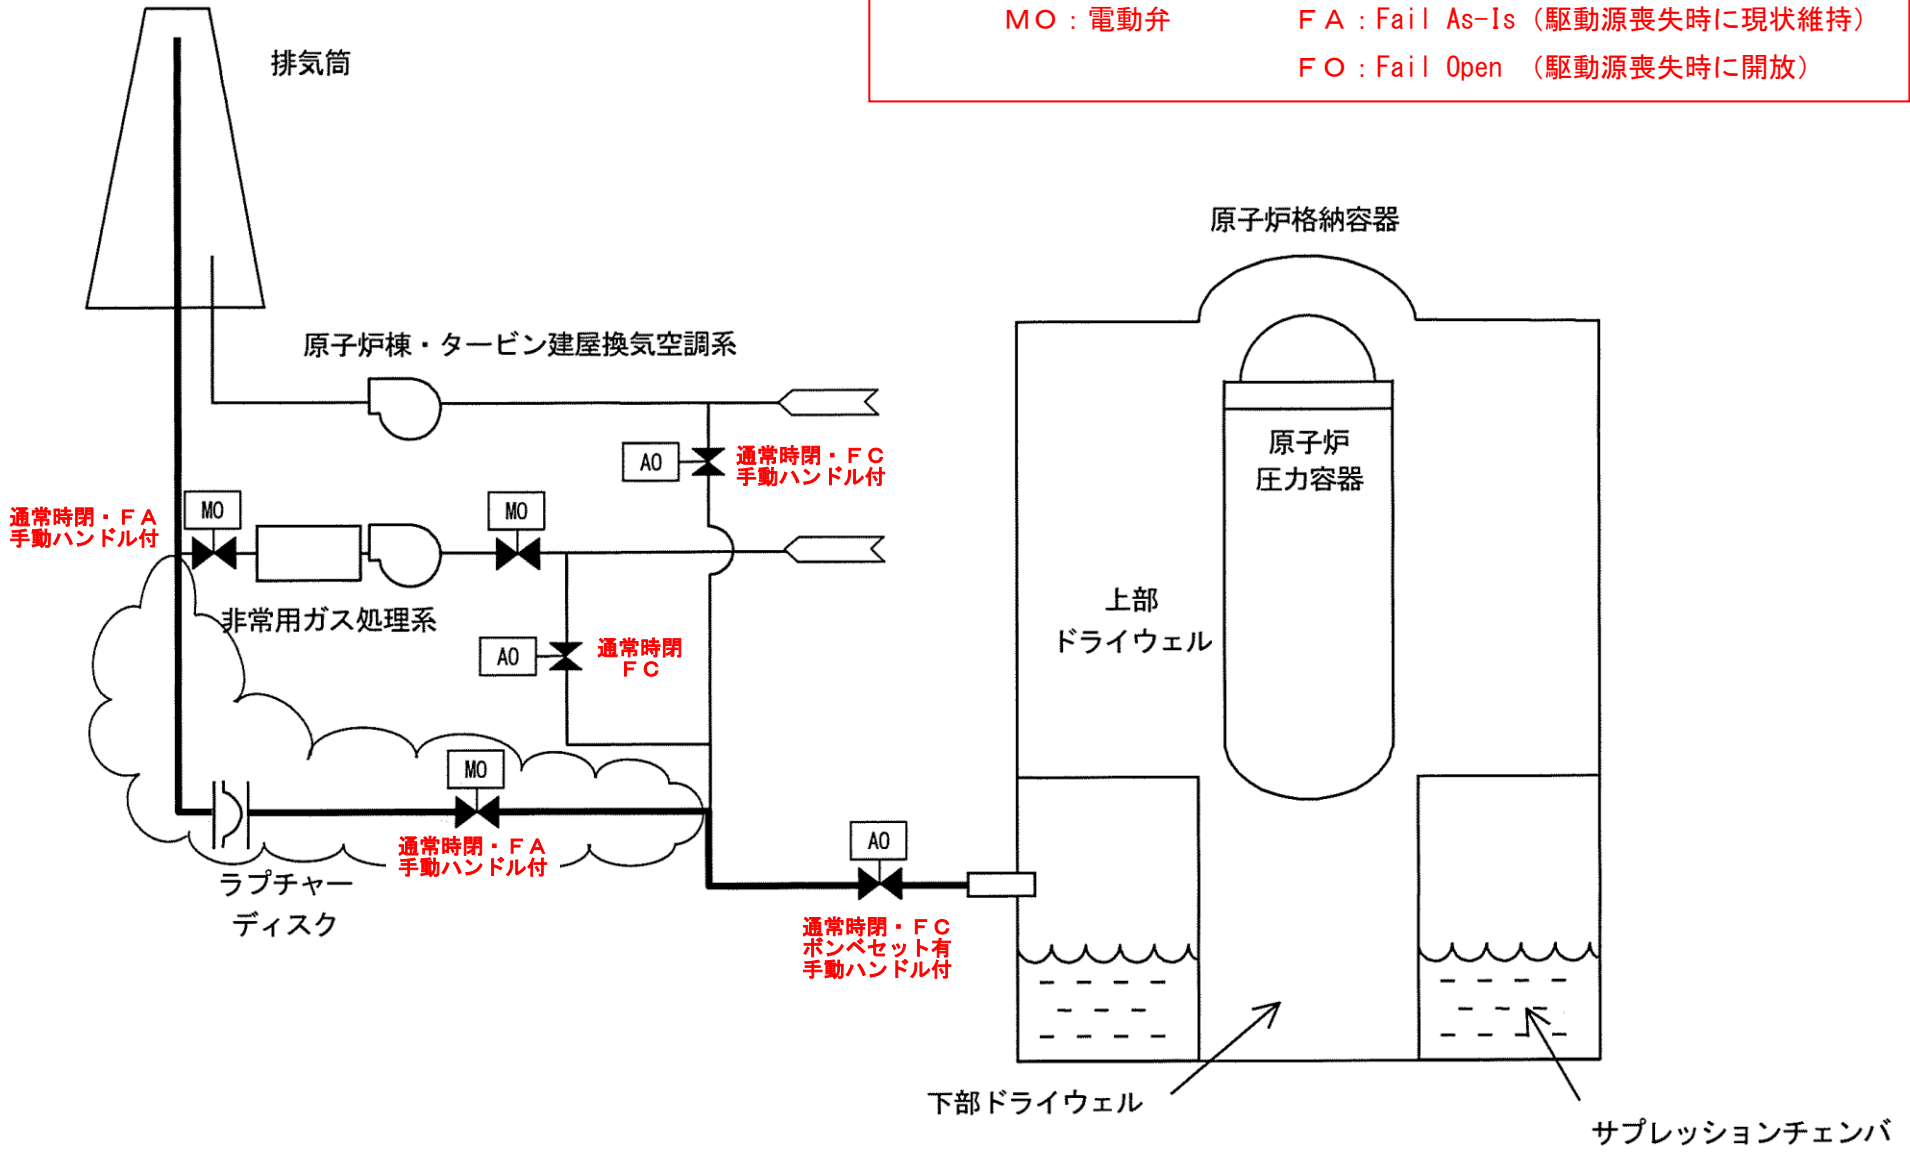 MO：電動弁 FA：Fail As-Is（駆動源喪失時に現状維持）
FO：Fail Open （駆動源喪失時に開放）
排気筒
原子炉格納容器
原子炉棟・タービン建屋換気空調系
原子炉
圧力容器
AO
通常時閉・FC
手動ハンドル付
通常時閉・FA
手動ハンドル付
MO
MO
非常用ガス処理系
上部
ドライウェル
AO
通常時閉
FC
MO
通常時閉・FA
手動ハンドル付
AO
ラプチャー
ディスク
通常時閉・FC
ボンベセット有
手動ハンドル付
下部ドライウェル
サプレッションチェンバ